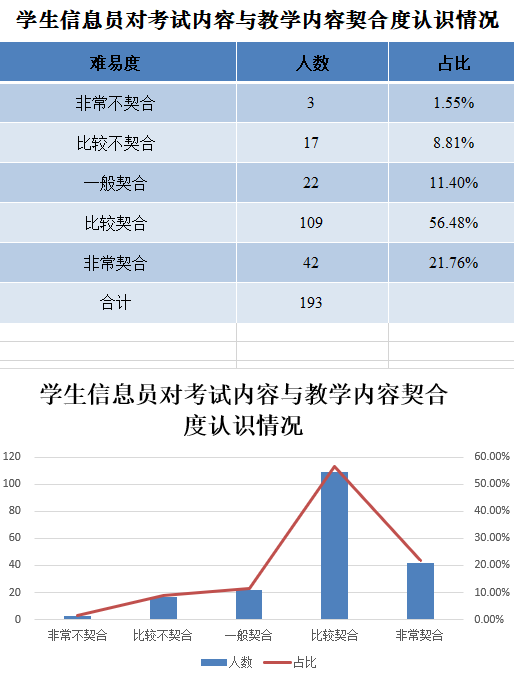 学生信息员对考试内容与教学内容契合度认识情况
难易度 人数 占比
非常不契合 3 1.55%
比较不契合 17 8.81%
一般契合 22 11.40%
比较契合 109 56.48%
非常契合 42 21.76%
合计 193
学生信息员对考试内容与教学内容契合
度认识情况
120 60.00%
100 50.00%
80 40.00%
60 30.00%
40 20.00%
20 10.00%
0 0.00%
非常不契合 比较不契合 一般契合 比较契合 非常契合
人数 占比